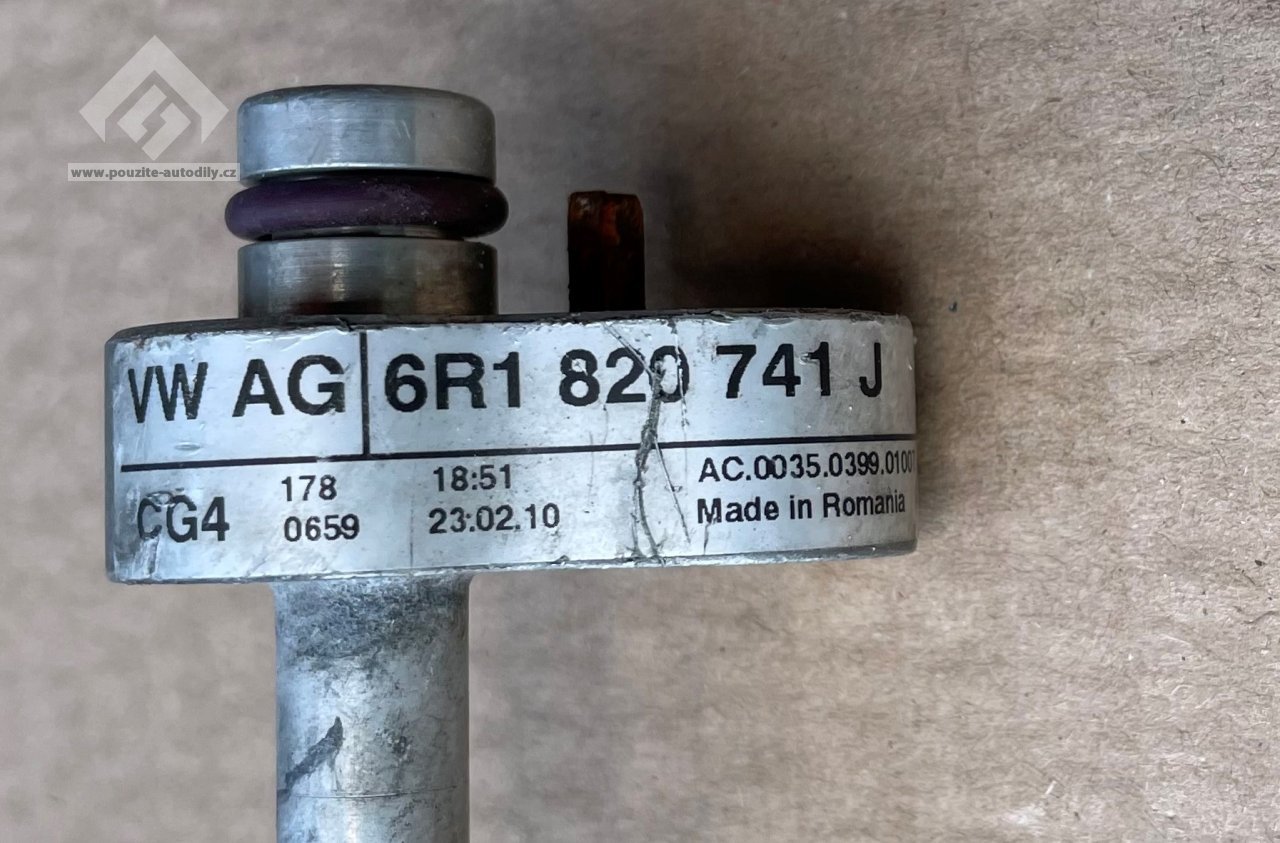 www.pouzite-autodily.cz
VW AG 6R1 820 741 J
CG4 178 18:51 AC.0035.0399.01007
0659 23:02.10 Made in Romania